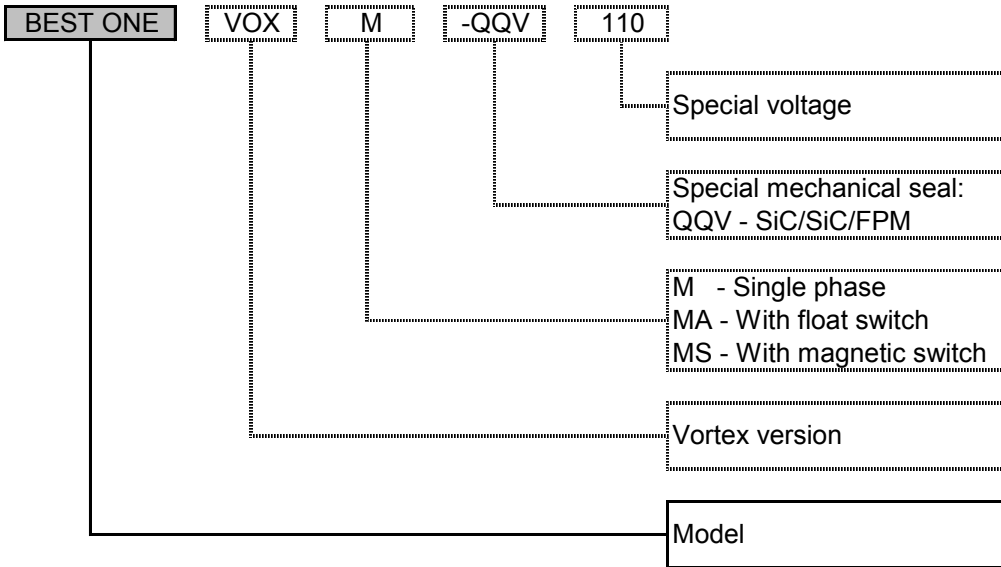 BEST ONE VOX M -QQV 110
Special voltage
Special mechanical seal:
QQV - SiC/SiC/FPM
M - Single phase
MA - With float switch
MS - With magnetic switch
Vortex version
Model